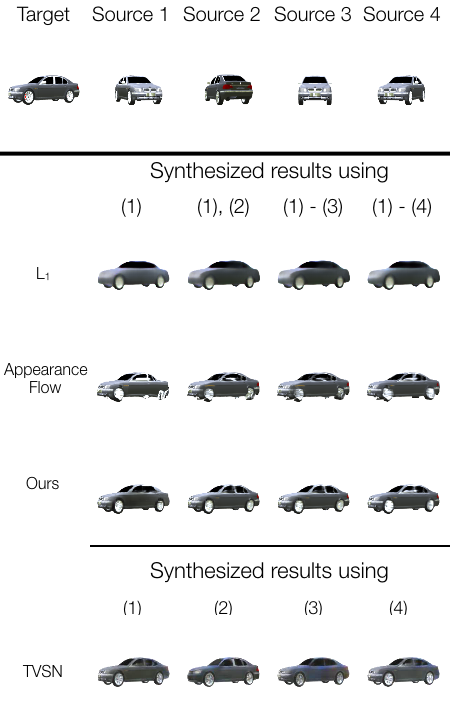 Target Source 1 Source 2 Source 3 Source 4
Synthesized results using
(1) (1), (2) (1) - (3) (1) - (4)
L₁
Appearance
Flow
Ours
Synthesized results using
(1) (2) (3) (4)
TVSN